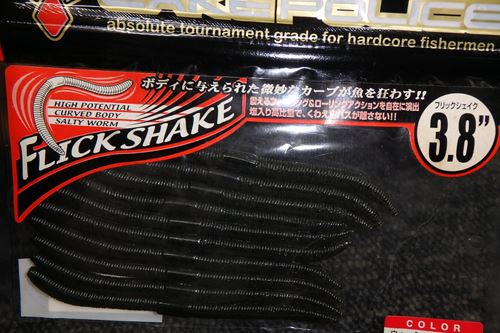 LAKE POLICE
absolute tournament grade for hardcore fishermen.
ボディに与えられた微妙なカーブが魚を狂わす!!
HIGH POTENTIAL
CURVED BODY
SALTY WORM
FLICK SHAKE
フリックシェイク
3.8"
COLOR